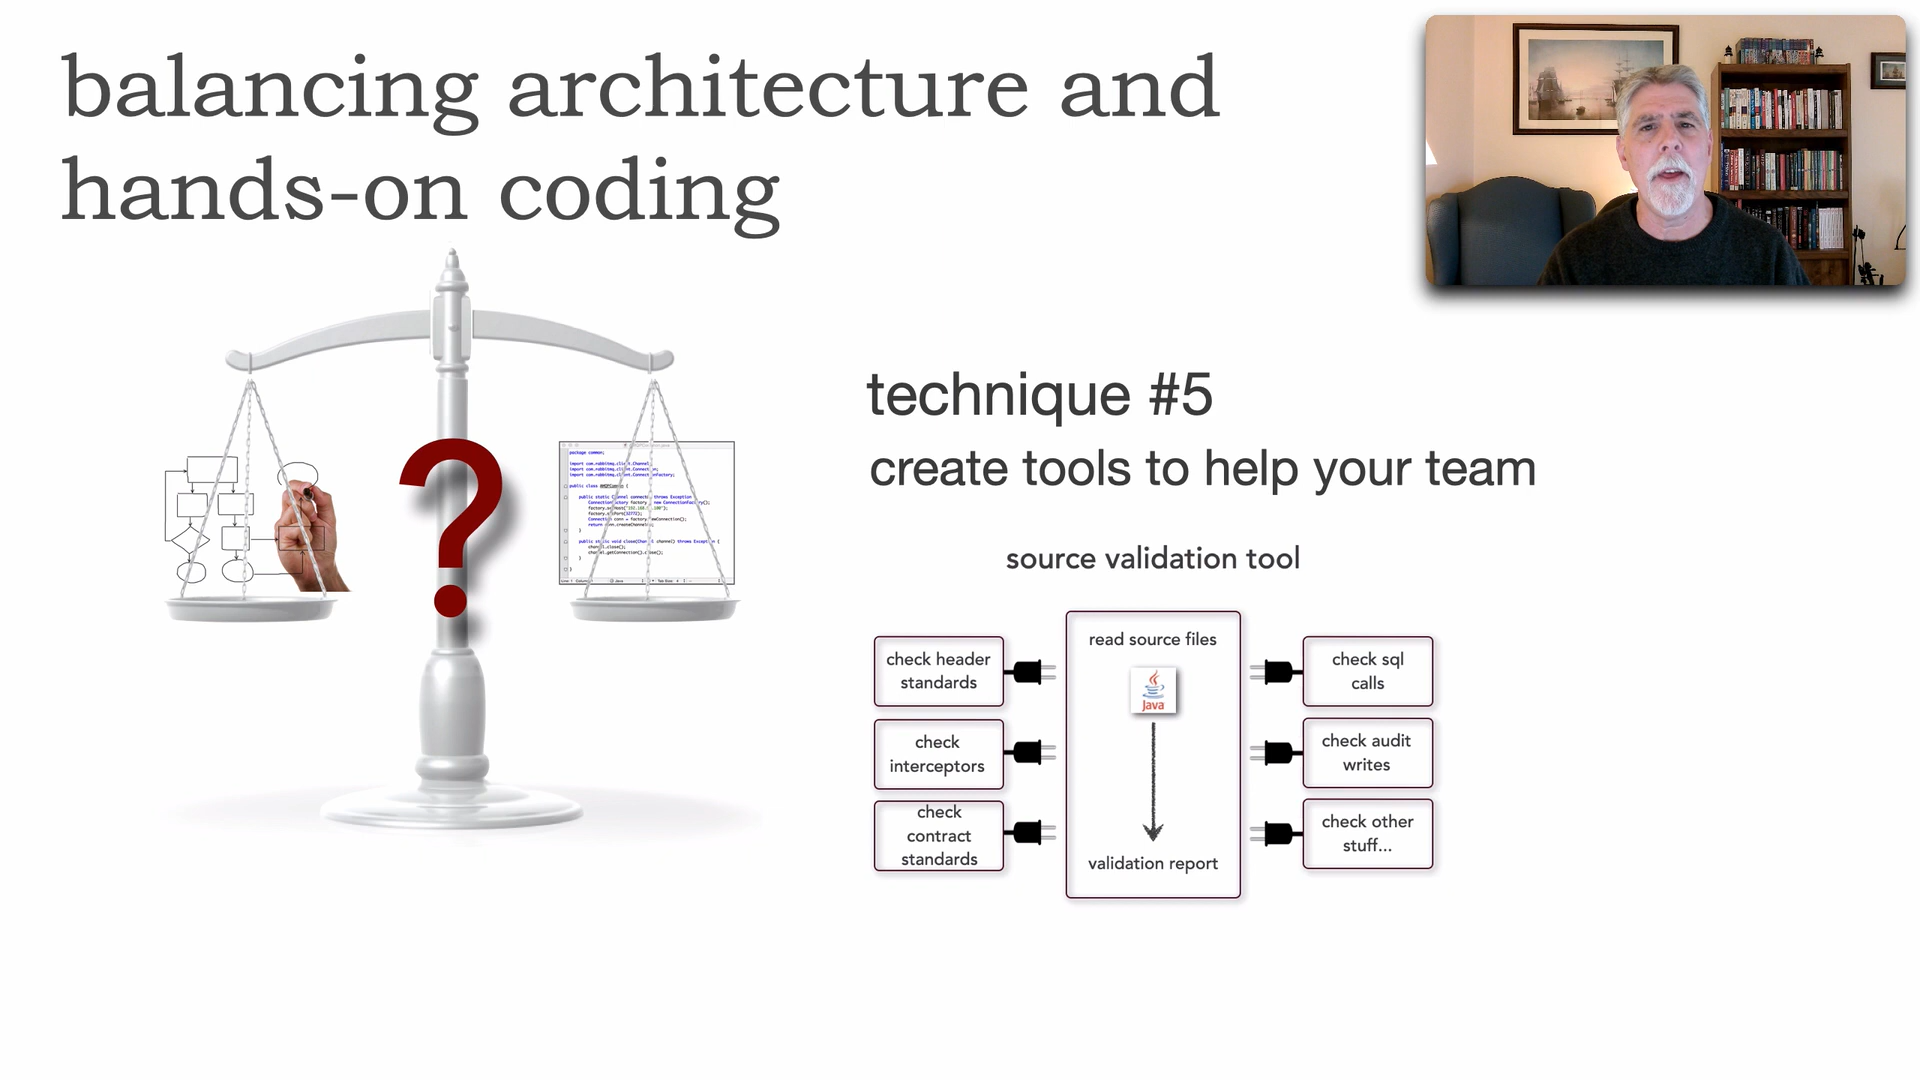 balancing architecture and
hands-on coding
technique #5
create tools to help your team
source validation tool
read source files
Java
validation report
check header
standards
check
interceptors
check
contract
standards
check sql
calls
check audit
writes
check other
stuff...
package common;